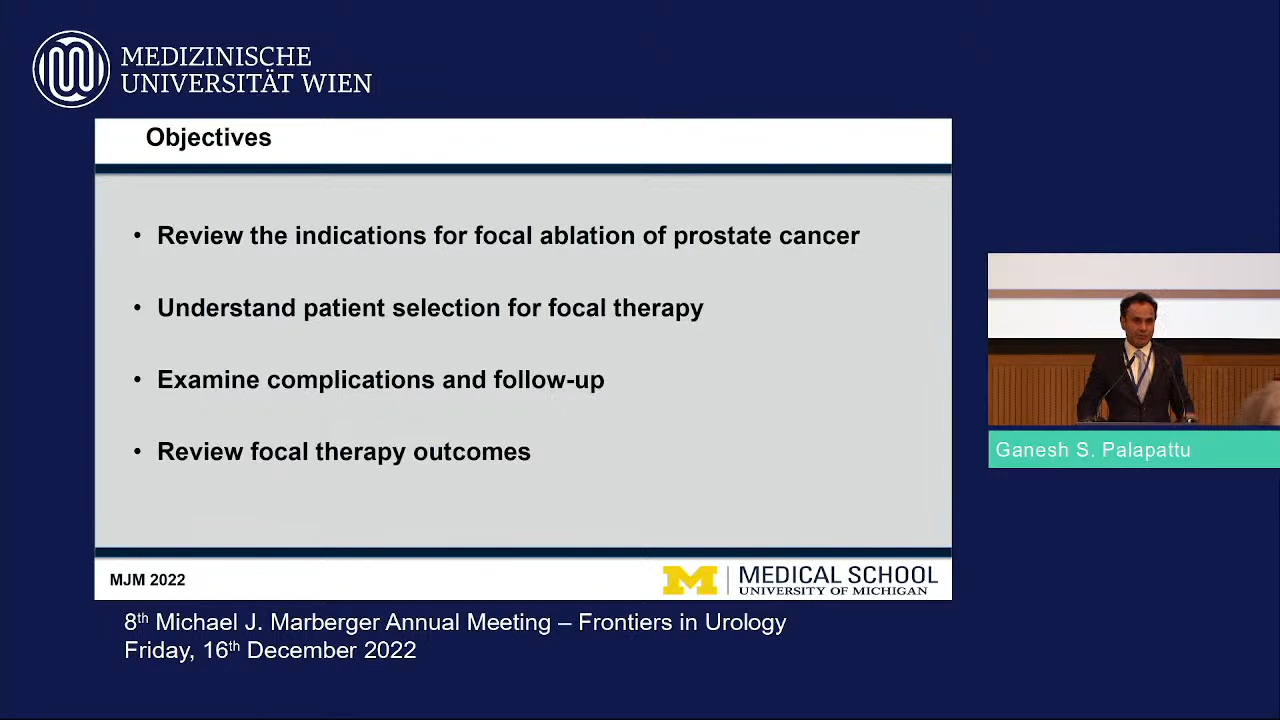 MEDIZINISCHE
UNIVERSITÄT WIEN
Objectives
• Review the indications for focal ablation of prostate cancer
• Understand patient selection for focal therapy
• Examine complications and follow-up
• Review focal therapy outcomes
MJM 2022
M MEDICAL SCHOOL
UNIVERSITY OF MICHIGAN
Ganesh S. Palapattu
8th Michael J. Marberger Annual Meeting – Frontiers in Urology
Friday, 16th December 2022